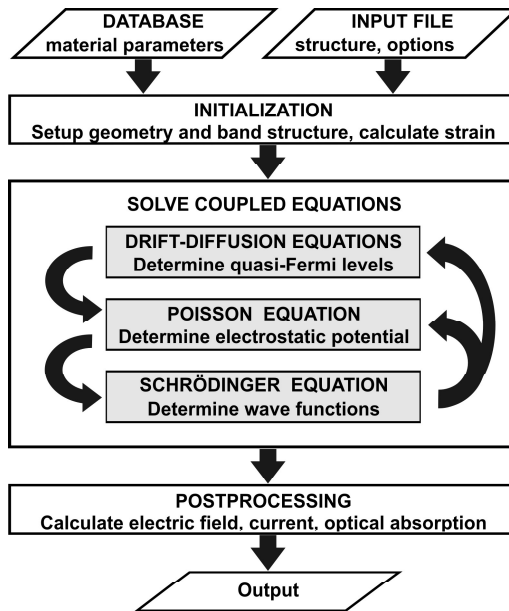 DATABASE
material parameters
INPUT FILE
structure, options
INITIALIZATION
Setup geometry and band structure, calculate strain
SOLVE COUPLED EQUATIONS
DRIFT-DIFFUSION EQUATIONS
Determine quasi-Fermi levels
POISSON EQUATION
Determine electrostatic potential
SCHRÖDINGER EQUATION
Determine wave functions
POSTPROCESSING
Calculate electric field, current, optical absorption
Output